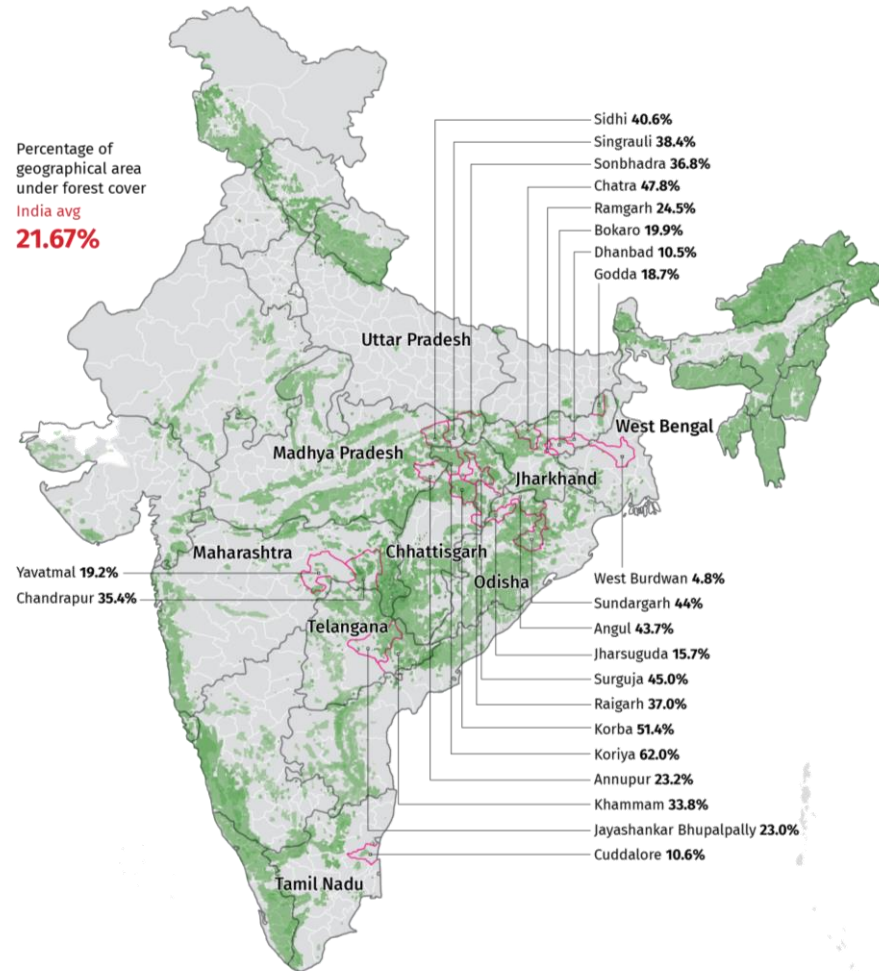 Percentage of
geographical area
under forest cover
India avg
21.67%
Sidhi 40.6%
Singrauli 38.4%
Sonbhadra 36.8%
Chatra 47.8%
Ramgarh 24.5%
Bokaro 19.9%
Dhanbad 10.5%
Godda 18.7%
Uttar Pradesh
West Bengal
Madhya Pradesh
Jharkhand
Maharashtra
Chhattisgarh
Odisha
Yavatmal 19.2%
Chandrapur 35.4%
Telangana
West Burdwan 4.8%
Sundargarh 44%
Angul 43.7%
Jharsuguda 15.7%
Surguja 45.0%
Raigarh 37.0%
Korba 51.4%
Koriya 62.0%
Annupur 23.2%
Khammam 33.8%
Jayashankar Bhupalpally 23.0%
Cuddalore 10.6%
Tamil Nadu